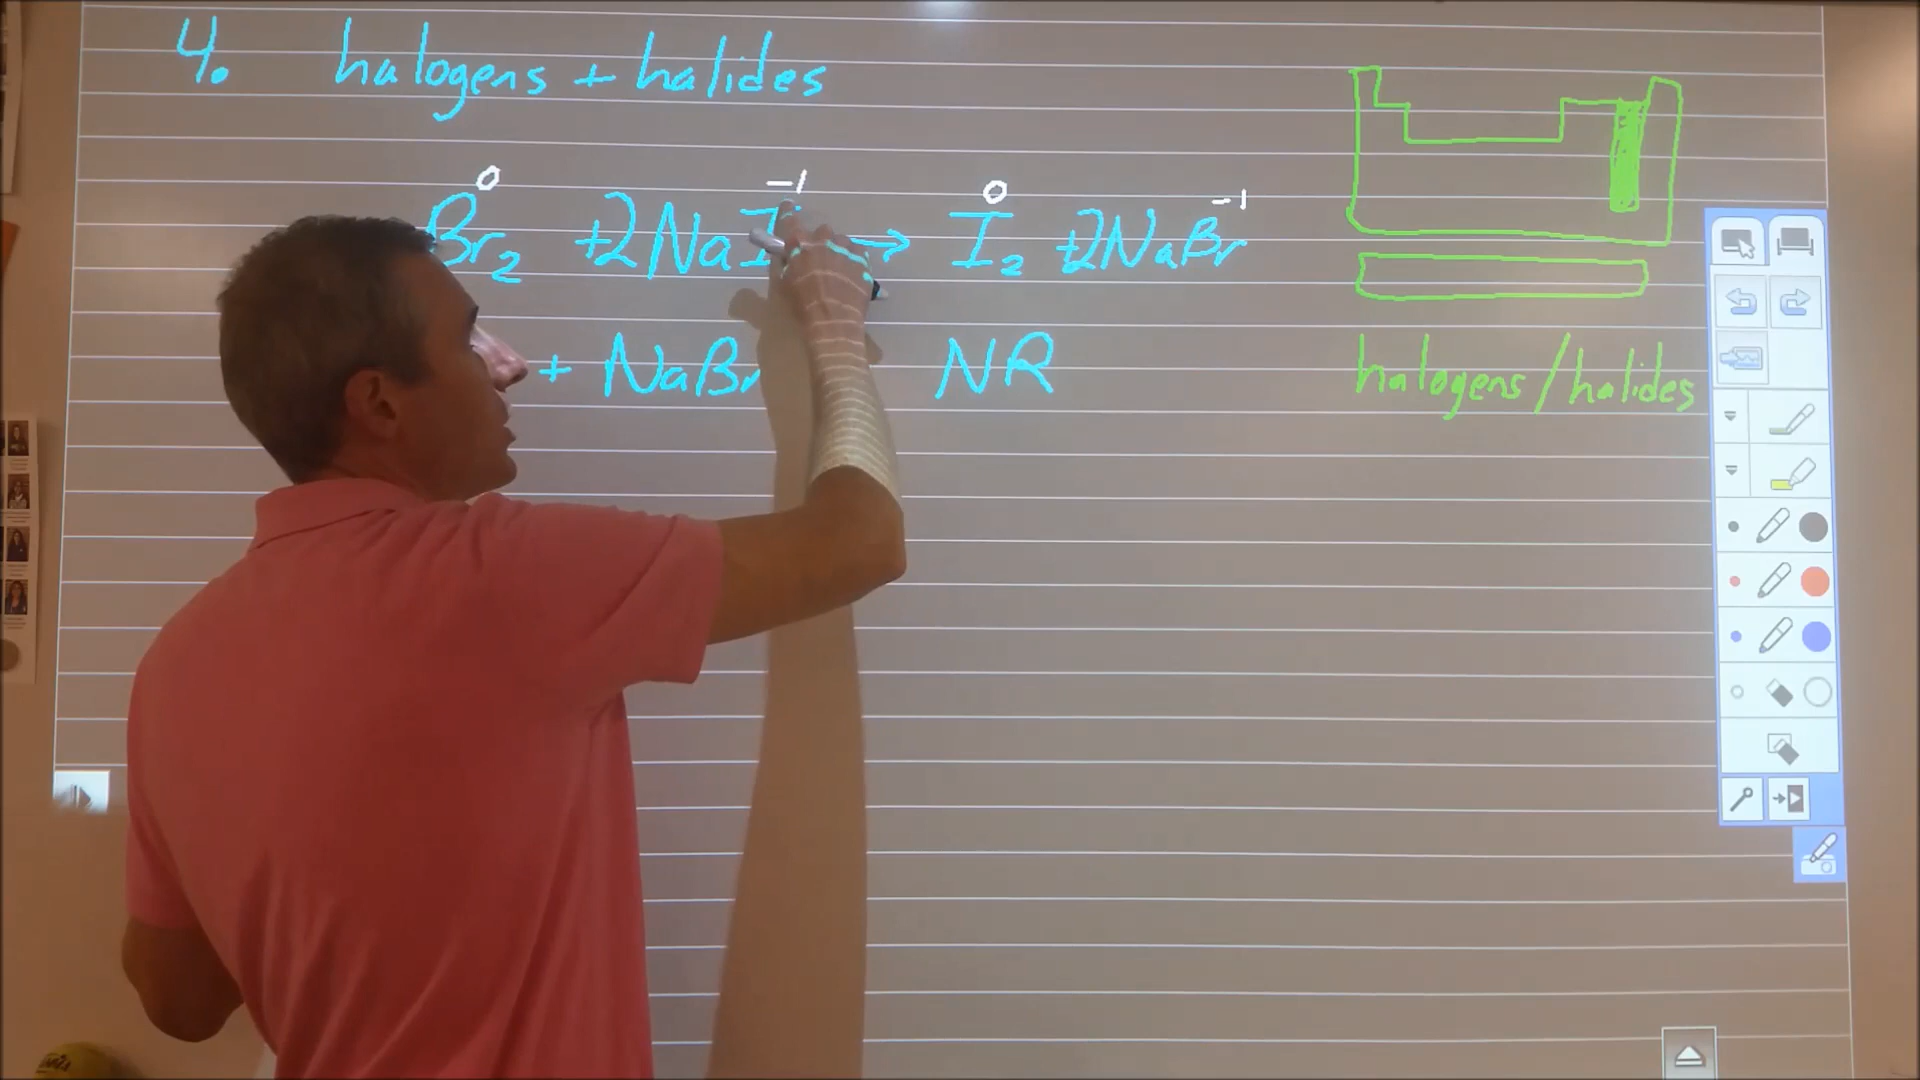 4. halogens + halides
0 -1 0 -1
Br2 + 2NaI → I2 + 2NaBr
+ NaBr NR
halogens/halides